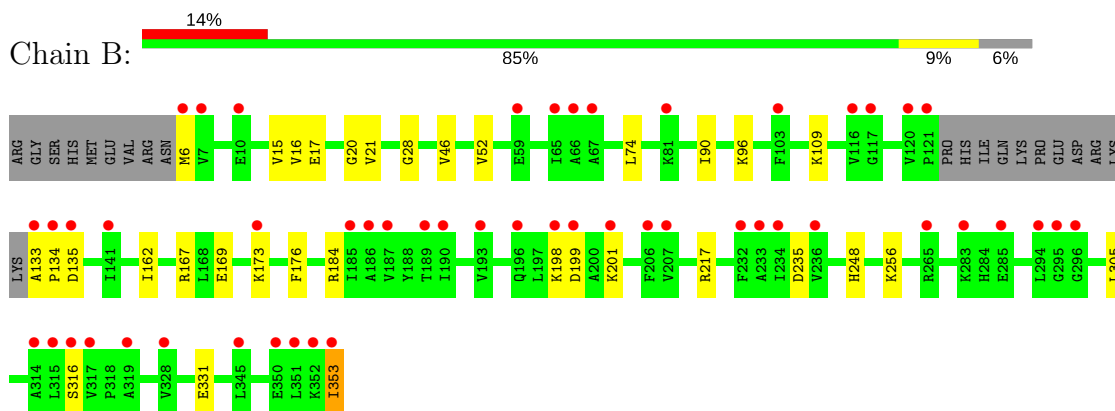 14%
Chain B:
85% 9% 6%
ARG GLY SER HIS MET GLU VAL ARG ASN M6 V7 E10 V15 V16 E17 G20 V21 G28 V46 V52 E59 I65 A66 A67 L74 K81 I90 K96 F103 K109 V116 G117 V120 P121 PRO HIS ILE GLN LYS PRO GLU ASP ARG LYS
LYS A133 P134 D135 I141 I162 R167 L168 E169 K173 F176 R184 I185 A186 V187 Y188 T189 I190 V193 Q196 L197 K198 D199 A200 K201 F206 V207 R217 F232 A233 I234 D235 V236 H248 K256 R265 K283 H284 E285 L294 G295 G296 L305
A314 L315 S316 V317 P318 A319 V328 E331 L345 E350 L351 K352 I353